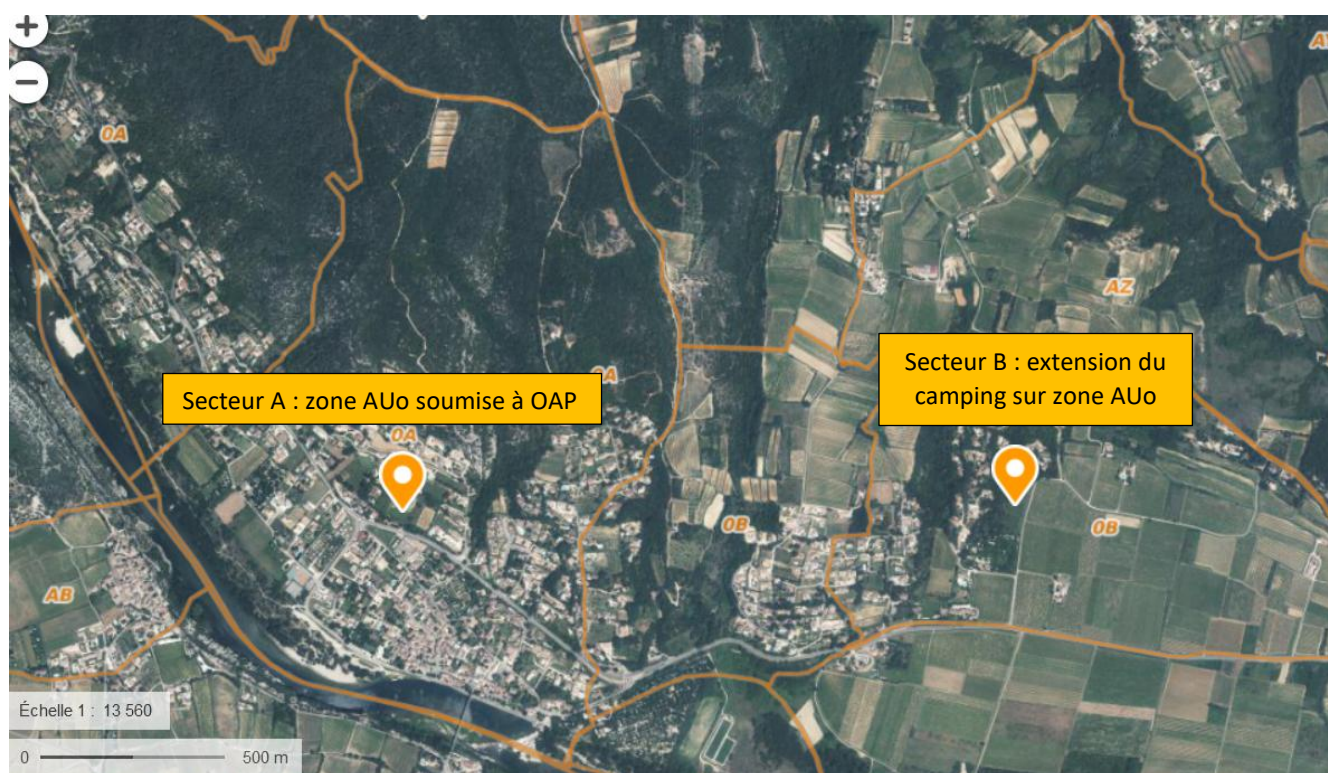 +
−
0A
AZ
Secteur A : zone AUo soumise à OAP
Secteur B : extension du
camping sur zone AUo
0A
0B
0B
AB
Échelle 1 : 13 560
0
500 m